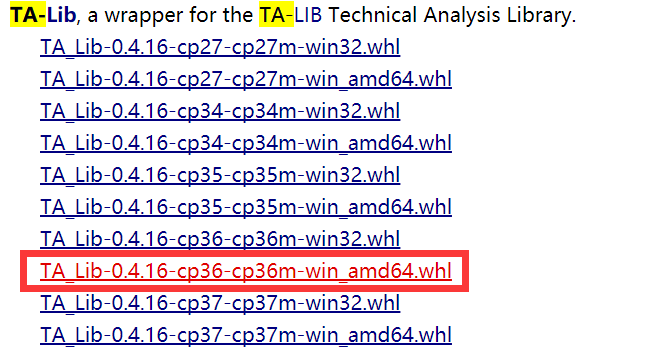 TA-Lib, a wrapper for the TA-LIB Technical Analysis Library.
TA_Lib-0.4.16-cp27-cp27m-win32.whl
TA_Lib-0.4.16-cp27-cp27m-win_amd64.whl
TA_Lib-0.4.16-cp34-cp34m-win32.whl
TA_Lib-0.4.16-cp34-cp34m-win_amd64.whl
TA_Lib-0.4.16-cp35-cp35m-win32.whl
TA_Lib-0.4.16-cp35-cp35m-win_amd64.whl
TA_Lib-0.4.16-cp36-cp36m-win32.whl
TA_Lib-0.4.16-cp36-cp36m-win_amd64.whl
TA_Lib-0.4.16-cp37-cp37m-win32.whl
TA_Lib-0.4.16-cp37-cp37m-win_amd64.whl